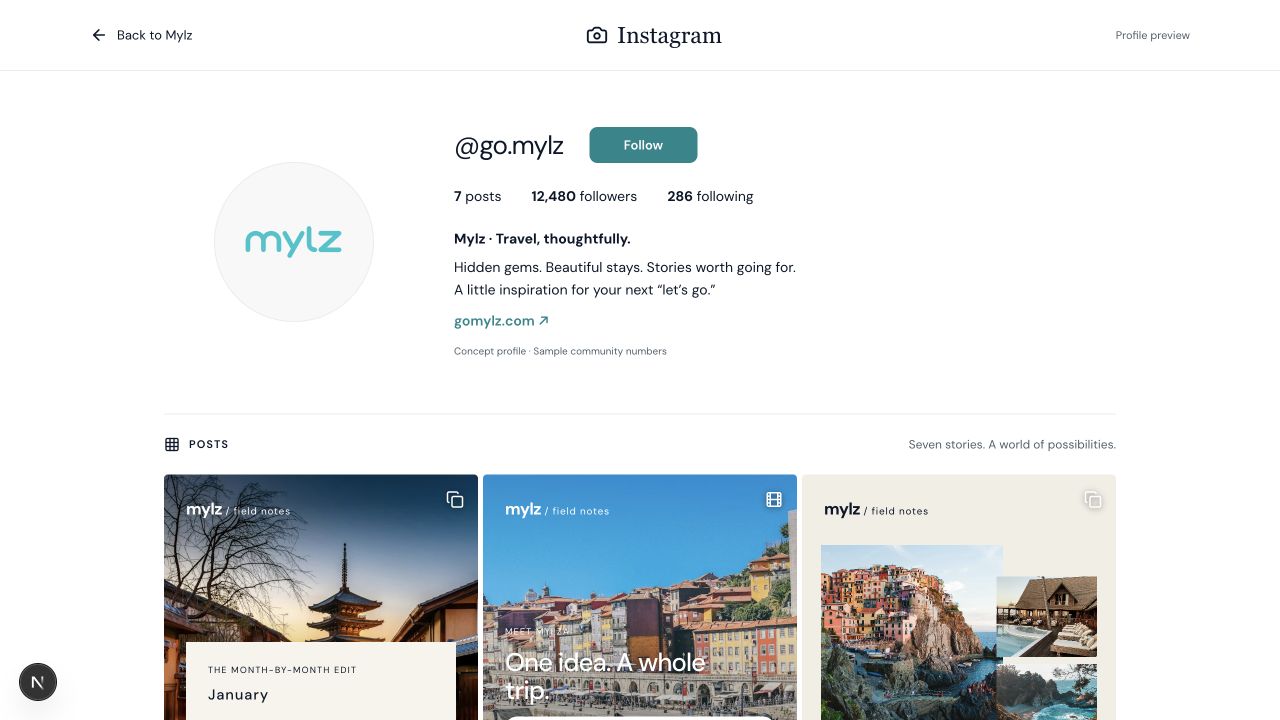 Back to Mylz
Instagram
Profile preview
@go.mylz
Follow
7 posts 12,480 followers 286 following
Mylz · Travel, thoughtfully.
Hidden gems. Beautiful stays. Stories worth going for.
A little inspiration for your next “let’s go.”
gomylz.com ↗
Concept profile · Sample community numbers
mylz
POSTS
Seven stories. A world of possibilities.
mylz / field notes
THE MONTH-BY-MONTH EDIT
January
mylz / field notes
MEET MYLZAI
One idea. A whole
trip.
mylz / field notes
N